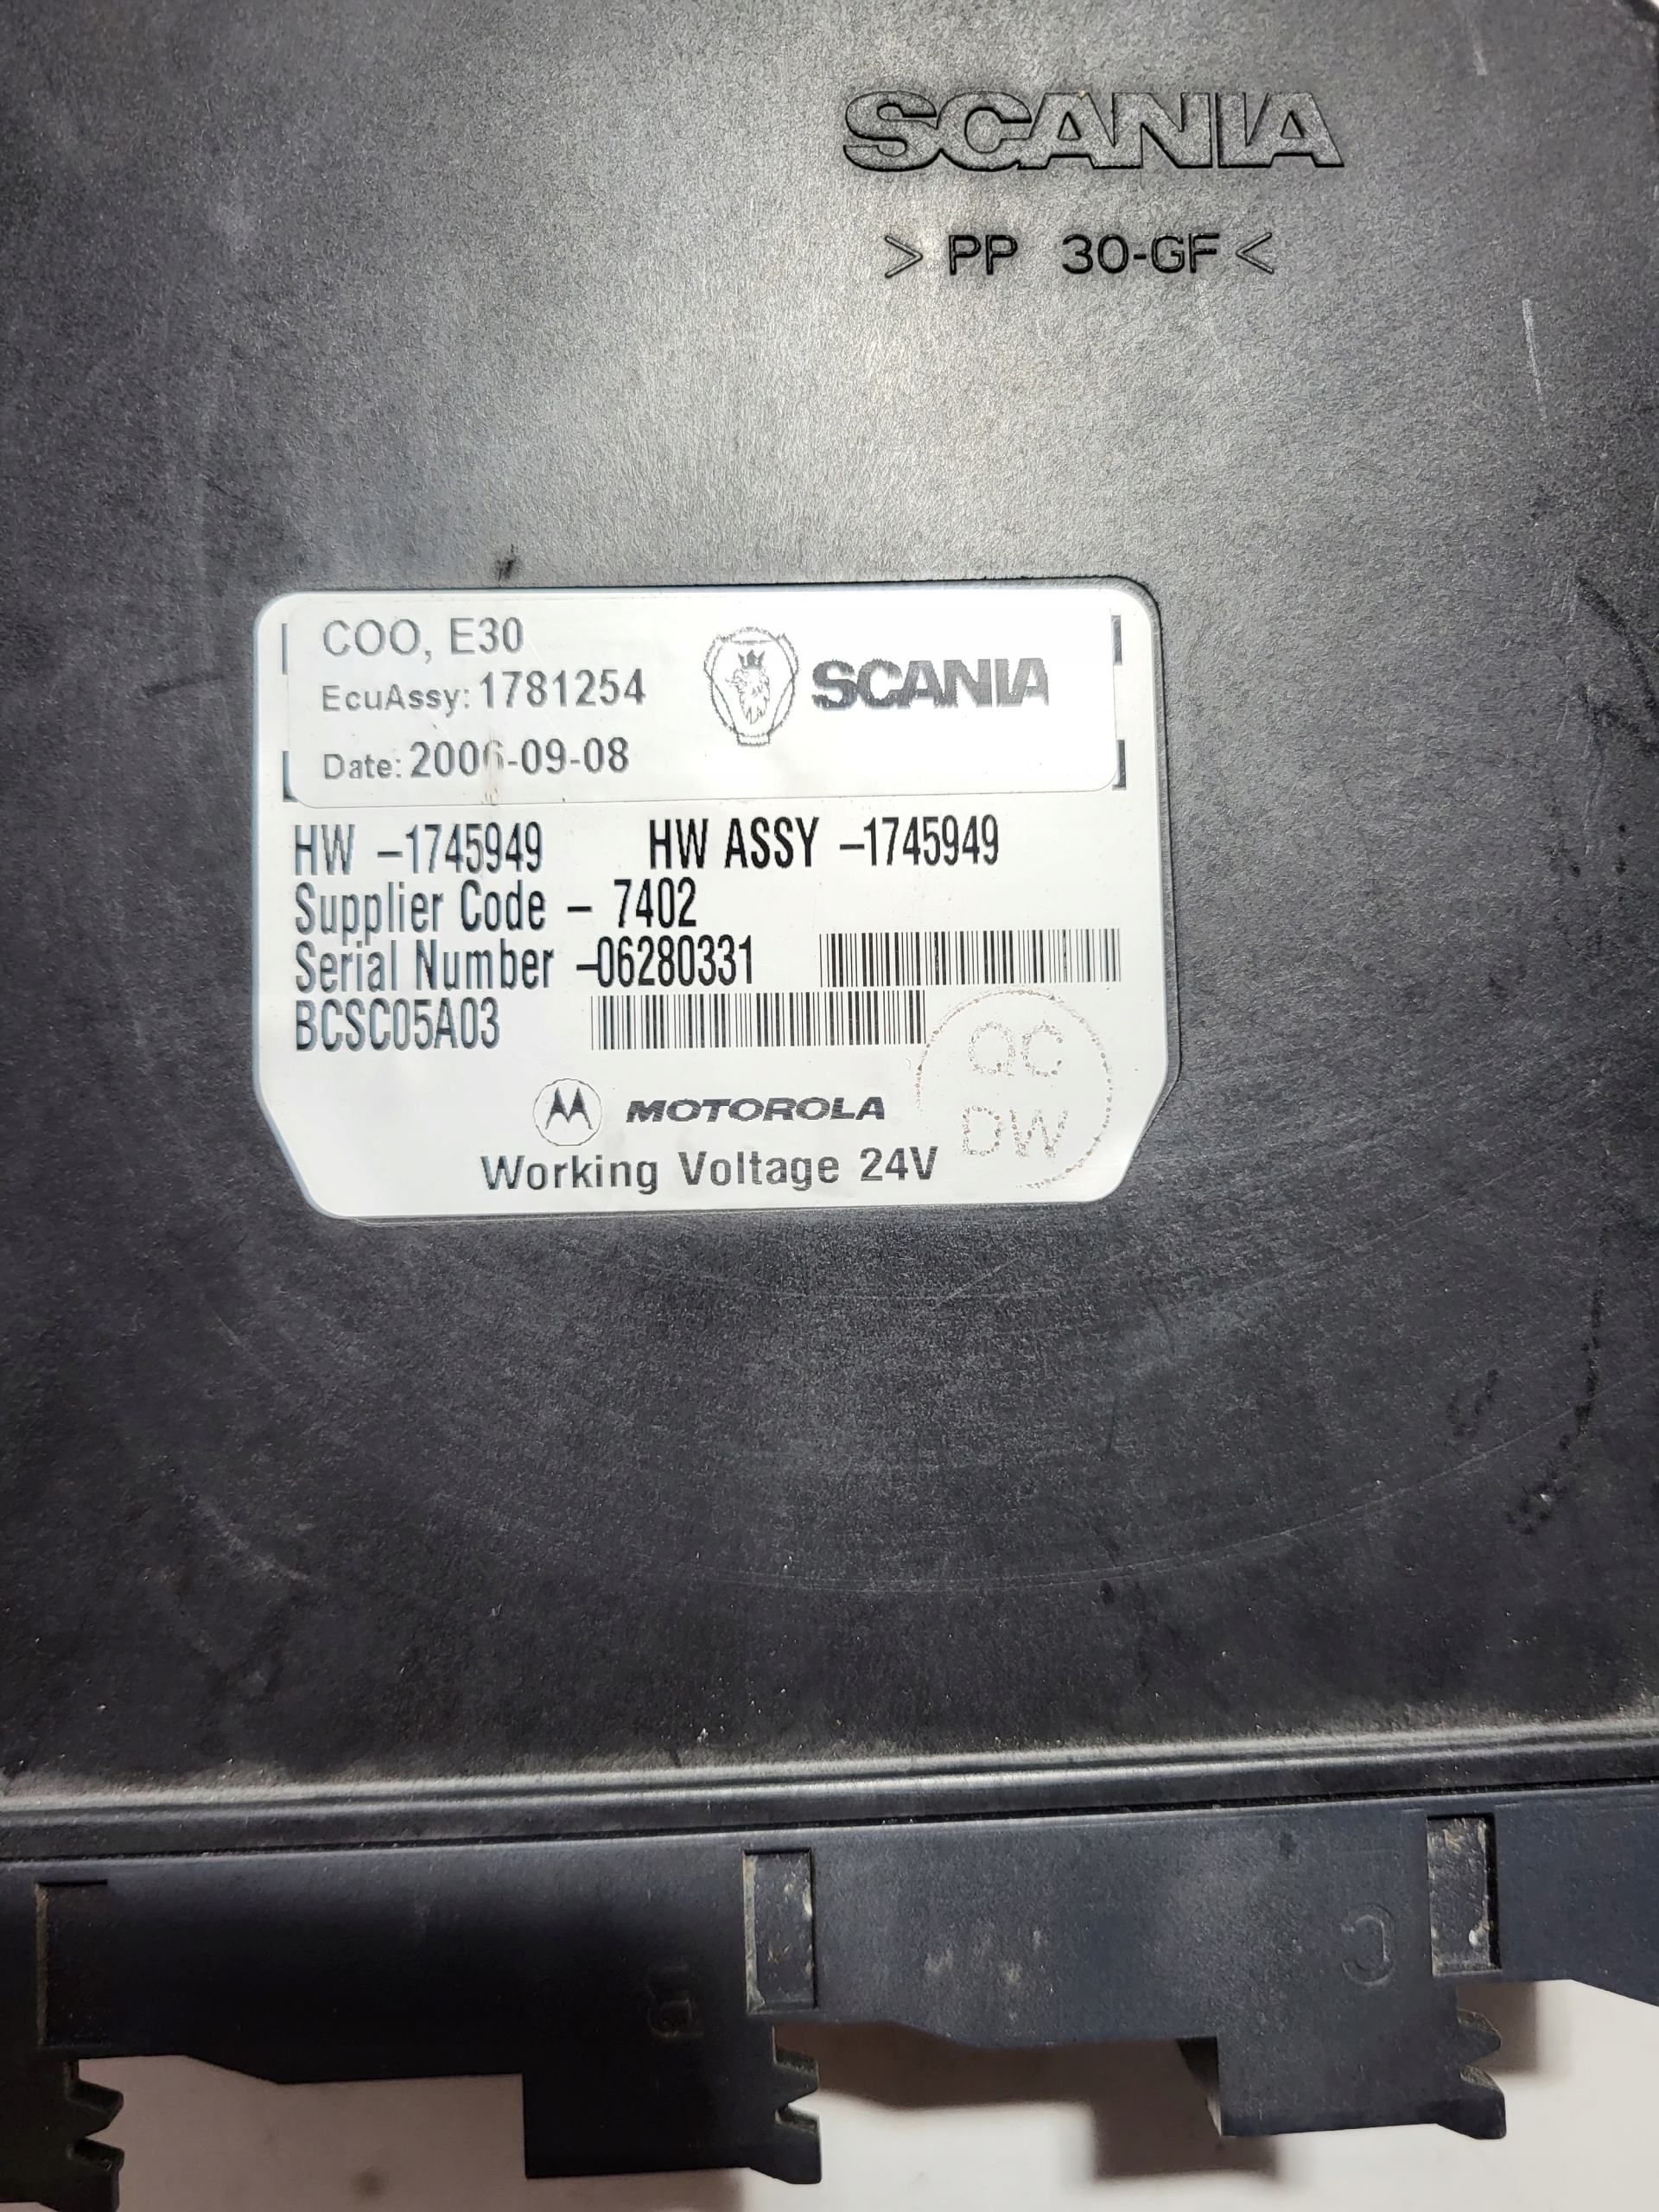 SCANIA
> PP 30-GF <
COO, E30
EcuAssy: 1781254
SCANIA
Date: 2006-09-08
HW -1745949 HW ASSY -1745949
Supplier Code - 7402
Serial Number -06280331
BCSC05A03
QC
DW
MOTOROLA
Working Voltage 24V
C